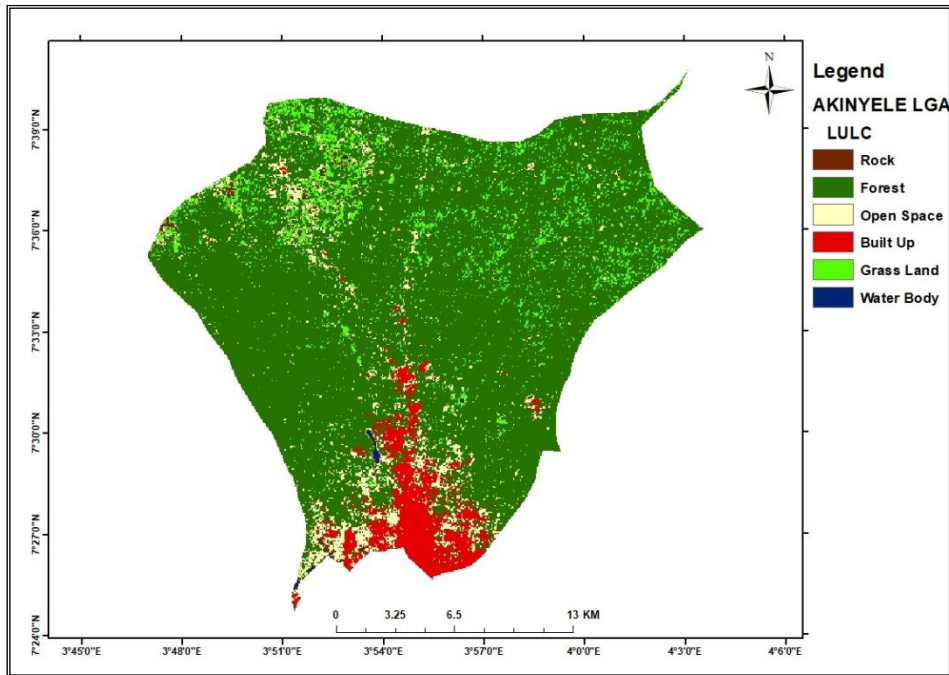 N
Legend
AKINYELE LGA
LULC
Rock
Forest
Open Space
Built Up
Grass Land
Water Body
7°39'0"N
7°36'0"N
7°33'0"N
7°30'0"N
7°27'0"N
7°24'0"N
0 3.25 6.5 13 KM
3°45'0"E 3°48'0"E 3°51'0"E 3°54'0"E 3°57'0"E 4°0'0"E 4°3'0"E 4°6'0"E